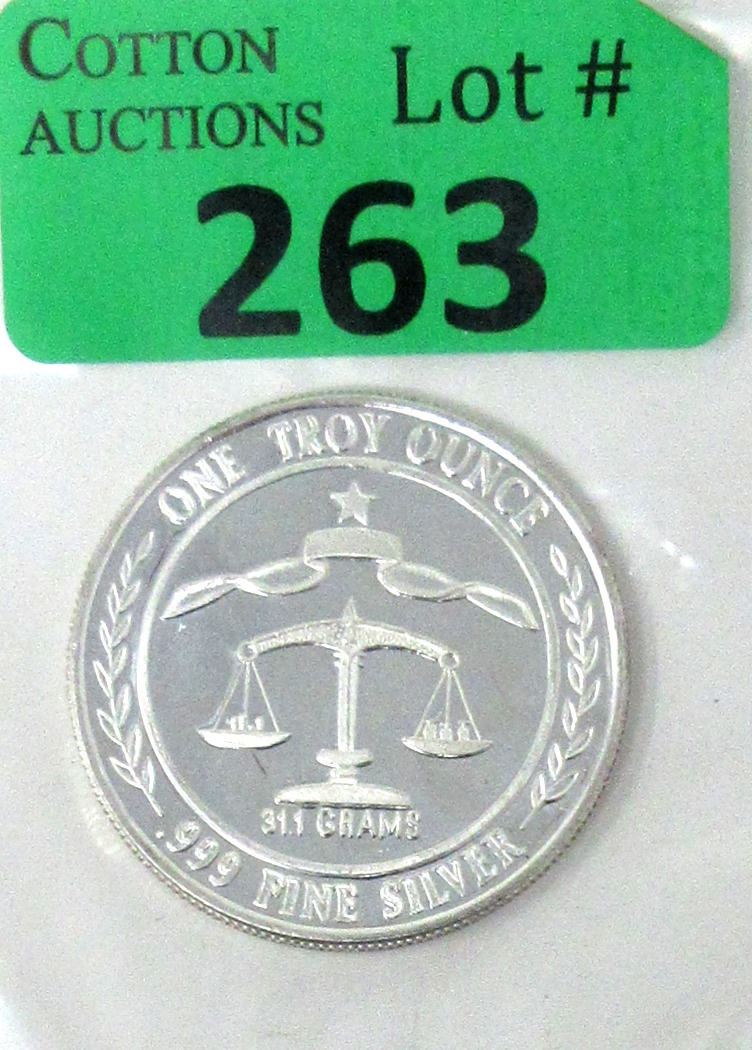 COTTON
AUCTIONS
Lot #
263
ONE TROY OUNCE
31.1 GRAMS
.999 FINE SILVER